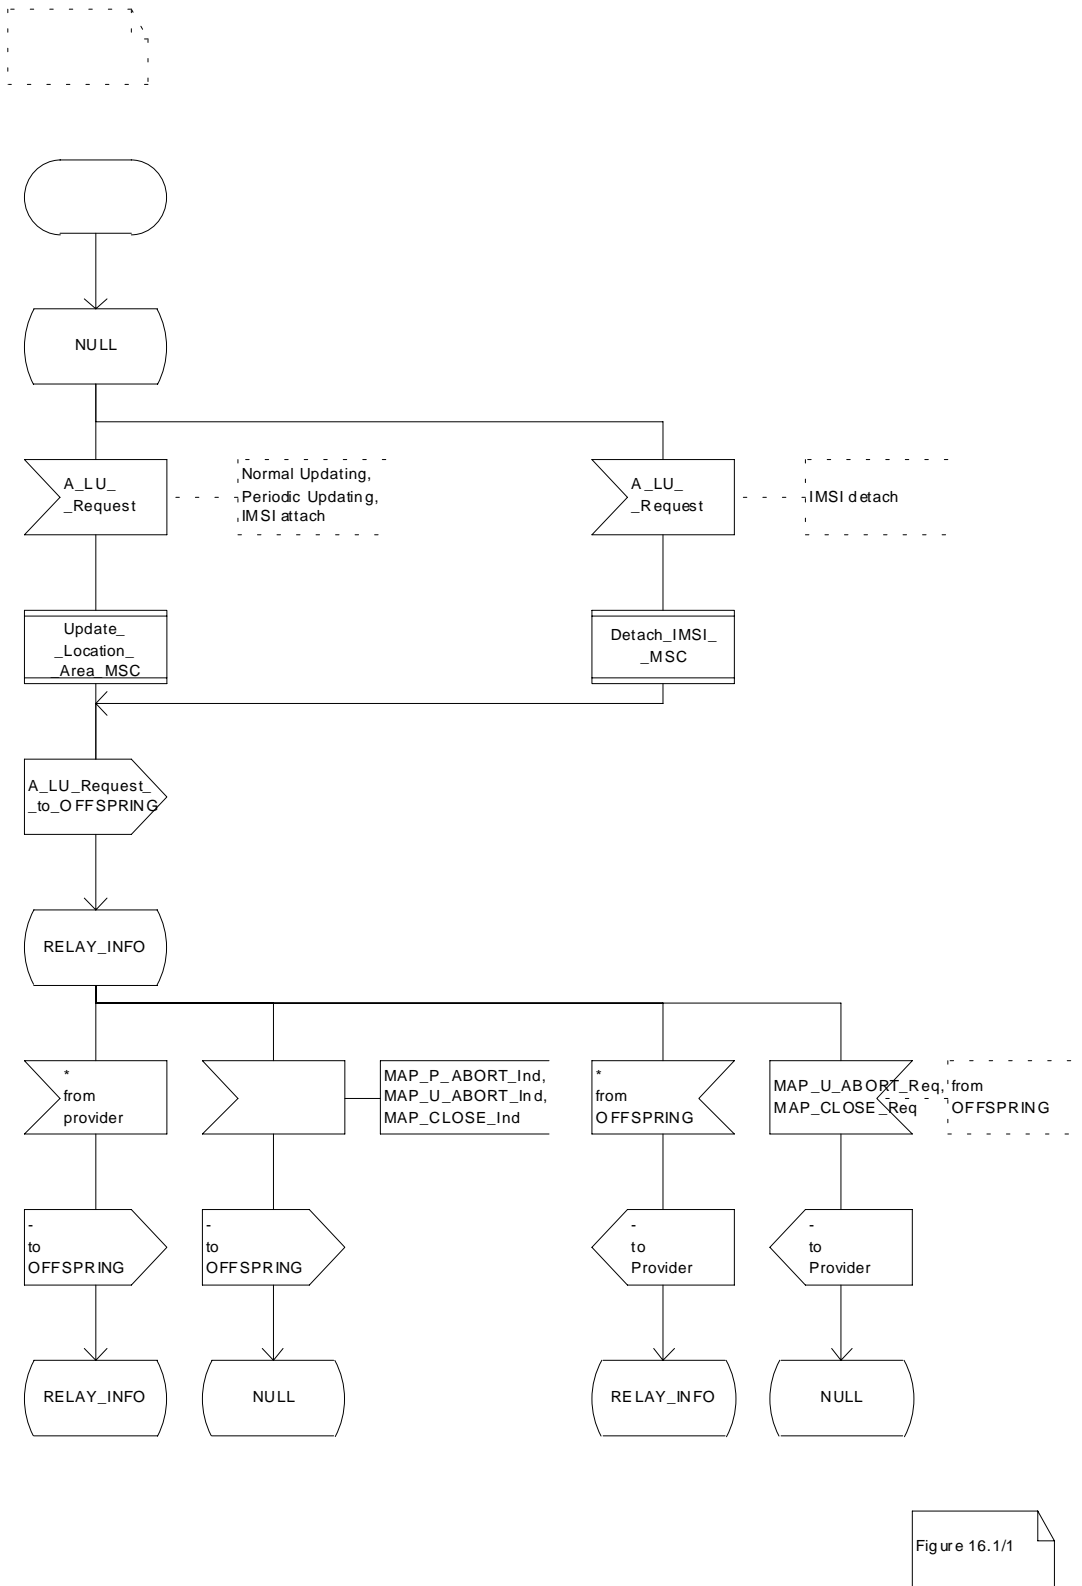 NULL
A_LU_
_Request
Normal Updating,
Periodic Updating,
IMSI attach
A_LU_
_Request
IMSI detach
Update_
_Location_
_Area_MSC
Detach_IMSI_
_MSC
A_LU_Request_
_to_OFFSPRING
RELAY_INFO
*
from
provider
MAP_P_ABORT_Ind,
MAP_U_ABORT_Ind,
MAP_CLOSE_Ind
*
from
OFFSPRING
MAP_U_ABORT_Req,
MAP_CLOSE_Req
from
OFFSPRING
-
to
OFFSPRING
-
to
OFFSPRING
-
to
Provider
-
to
Provider
RELAY_INFO
NULL
RELAY_INFO
NULL
Figure 16.1/1